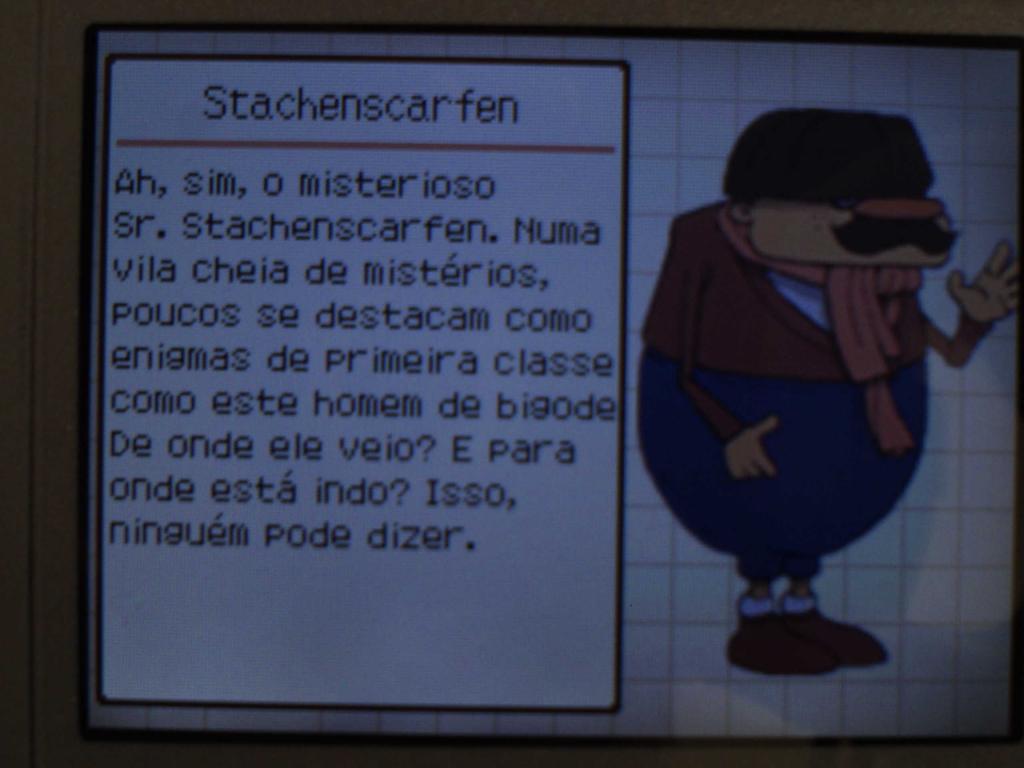 Stachenscarfen
Ah, sim, o misterioso
Sr. Stachenscarfen. Numa
vila cheia de mistérios,
poucos se destacam como
enigmas de primeira classe
como este homem de bigode
De onde ele veio? E para
onde está indo? Isso,
ninguém pode dizer.